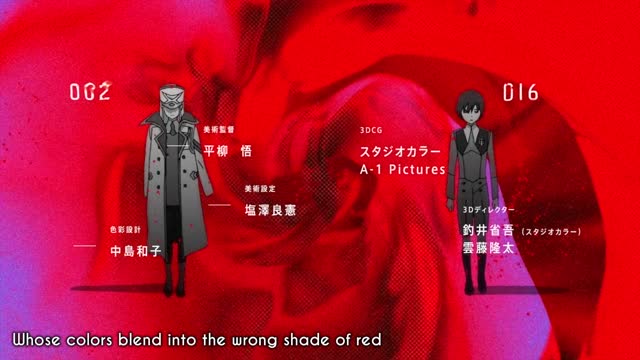 002
美術監督
平柳 悟
美術設定
塩澤良憲
色彩設計
中島和子
016
3DCG
スタジオカラー
A-1 Pictures
3Dディレクター
釣井省吾 (スタジオカラー)
雲藤隆太
Whose colors blend into the wrong shade of red